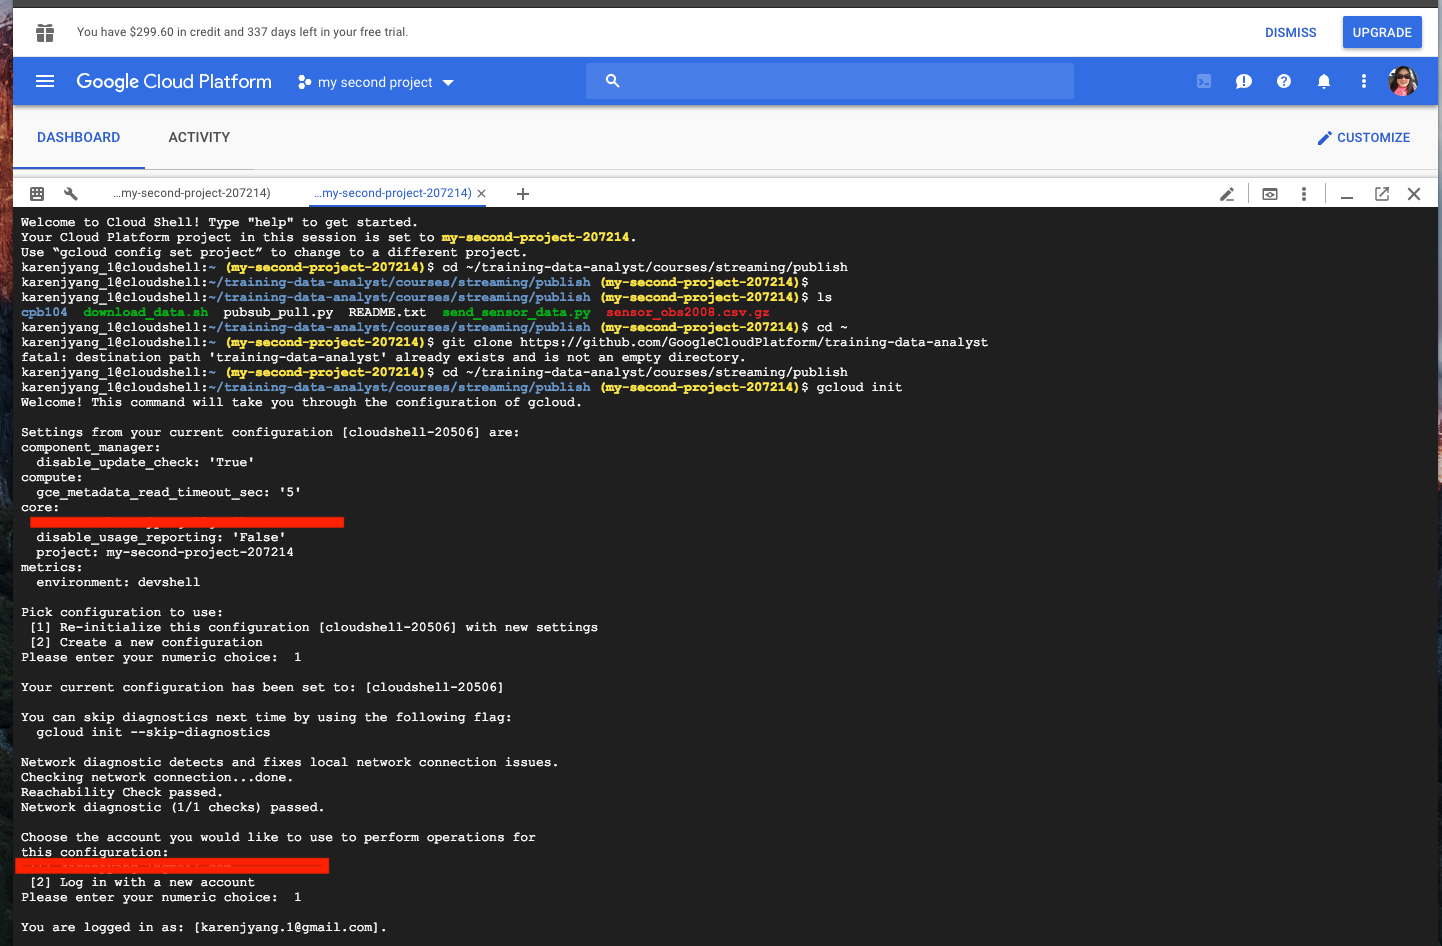 You have $299.60 in credit and 337 days left in your free trial.
DISMISS
UPGRADE
Google Cloud Platform
my second project
DASHBOARD
ACTIVITY
CUSTOMIZE
...my-second-project-207214)
...my-second-project-207214)
Welcome to Cloud Shell! Type "help" to get started.
Your Cloud Platform project in this session is set to my-second-project-207214.
Use “gcloud config set project” to change to a different project.
karenjyang_1@cloudshell:~ (my-second-project-207214)$ cd ~/training-data-analyst/courses/streaming/publish
karenjyang_1@cloudshell:~/training-data-analyst/courses/streaming/publish (my-second-project-207214)$
karenjyang_1@cloudshell:~/training-data-analyst/courses/streaming/publish (my-second-project-207214)$ ls
cpb104 download_data.sh pubsub_pull.py README.txt send_sensor_data.py sensor_obs2008.csv.gz
karenjyang_1@cloudshell:~/training-data-analyst/courses/streaming/publish (my-second-project-207214)$ cd ~
karenjyang_1@cloudshell:~ (my-second-project-207214)$ git clone https://github.com/GoogleCloudPlatform/training-data-analyst
fatal: destination path 'training-data-analyst' already exists and is not an empty directory.
karenjyang_1@cloudshell:~ (my-second-project-207214)$ cd ~/training-data-analyst/courses/streaming/publish
karenjyang_1@cloudshell:~/training-data-analyst/courses/streaming/publish (my-second-project-207214)$ gcloud init
Welcome! This command will take you through the configuration of gcloud.
Settings from your current configuration [cloudshell-20506] are:
component_manager:
disable_update_check: 'True'
compute:
gce_metadata_read_timeout_sec: '5'
core:
disable_usage_reporting: 'False'
project: my-second-project-207214
metrics:
environment: devshell
Pick configuration to use:
[1] Re-initialize this configuration [cloudshell-20506] with new settings
[2] Create a new configuration
Please enter your numeric choice: 1
Your current configuration has been set to: [cloudshell-20506]
You can skip diagnostics next time by using the following flag:
gcloud init --skip-diagnostics
Network diagnostic detects and fixes local network connection issues.
Checking network connection...done.
Reachability Check passed.
Network diagnostic (1/1 checks) passed.
Choose the account you would like to use to perform operations for
this configuration:
[2] Log in with a new account
Please enter your numeric choice: 1
You are logged in as: [karenjyang.1@gmail.com].